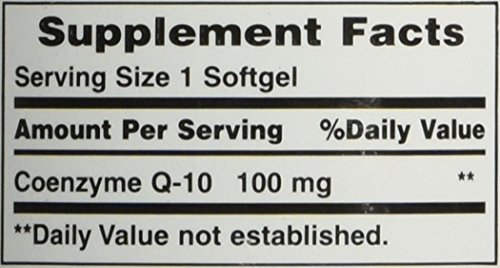 Supplement Facts
Serving Size 1 Softgel
Amount Per Serving %Daily Value
Coenzyme Q-10 100 mg **
**Daily Value not established.